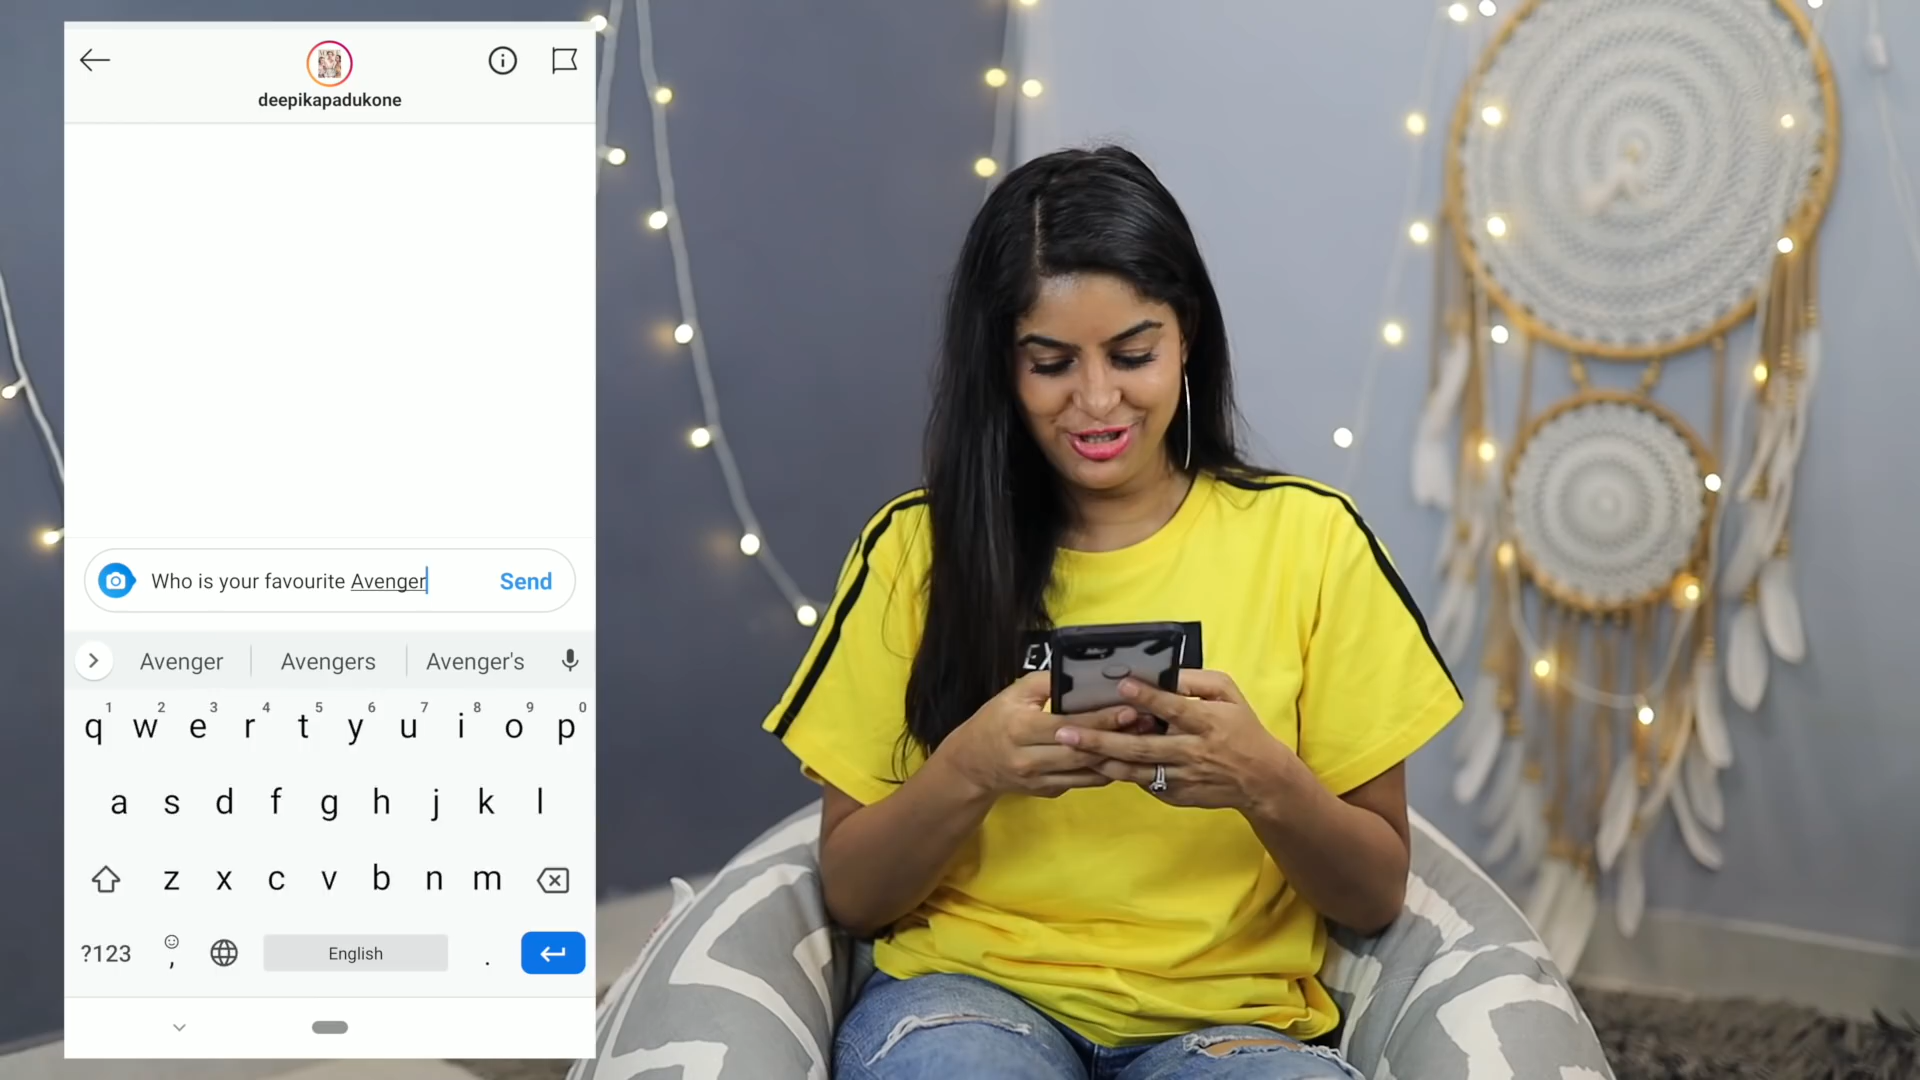 deepikapadukone
Who is your favourite Avenger
Send
Avenger Avengers Avenger's
1 2 3 4 5 6 7 8 9 0
q w e r t y u i o p
a s d f g h j k l
z x c v b n m
?123 , English .
EX